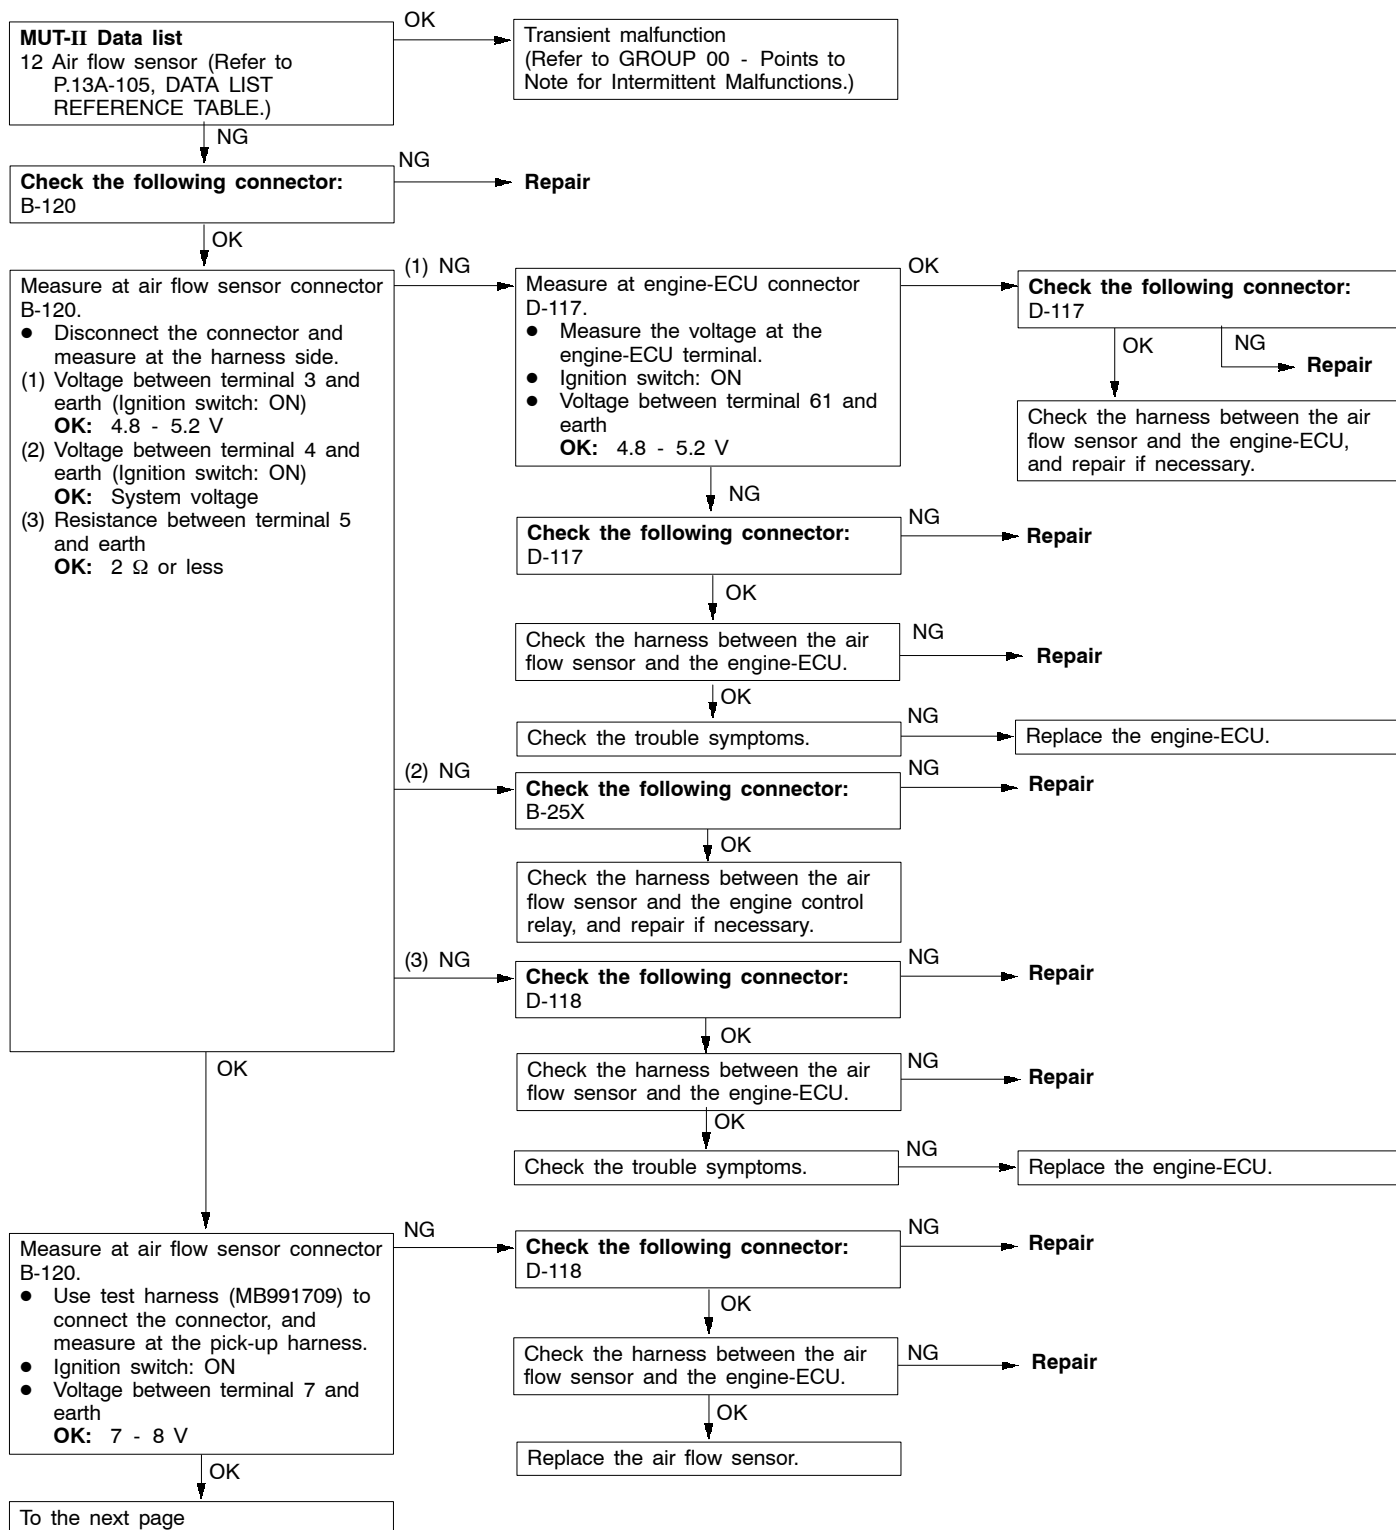 MUT-II Data list
12 Air flow sensor (Refer to
P.13A-105, DATA LIST
REFERENCE TABLE.)
OK
Transient malfunction
(Refer to GROUP 00 - Points to
Note for Intermittent Malfunctions.)
NG
Check the following connector:
B-120
NG
Repair
OK
Measure at air flow sensor connector
B-120.
● Disconnect the connector and
measure at the harness side.
(1) Voltage between terminal 3 and
earth (Ignition switch: ON)
OK: 4.8 - 5.2 V
(2) Voltage between terminal 4 and
earth (Ignition switch: ON)
OK: System voltage
(3) Resistance between terminal 5
and earth
OK: 2 Ω or less
(1) NG
Measure at engine-ECU connector
D-117.
● Measure the voltage at the
engine-ECU terminal.
● Ignition switch: ON
● Voltage between terminal 61 and
earth
OK: 4.8 - 5.2 V
OK
Check the following connector:
D-117
OK
NG
Repair
Check the harness between the air
flow sensor and the engine-ECU,
and repair if necessary.
NG
Check the following connector:
D-117
NG
Repair
OK
Check the harness between the air
flow sensor and the engine-ECU.
NG
Repair
OK
Check the trouble symptoms.
NG
Replace the engine-ECU.
(2) NG
Check the following connector:
B-25X
NG
Repair
OK
Check the harness between the air
flow sensor and the engine control
relay, and repair if necessary.
(3) NG
Check the following connector:
D-118
NG
Repair
OK
Check the harness between the air
flow sensor and the engine-ECU.
NG
Repair
OK
Check the trouble symptoms.
NG
Replace the engine-ECU.
OK
Measure at air flow sensor connector
B-120.
● Use test harness (MB991709) to
connect the connector, and
measure at the pick-up harness.
● Ignition switch: ON
● Voltage between terminal 7 and
earth
OK: 7 - 8 V
NG
Check the following connector:
D-118
NG
Repair
OK
Check the harness between the air
flow sensor and the engine-ECU.
NG
Repair
OK
Replace the air flow sensor.
OK
To the next page